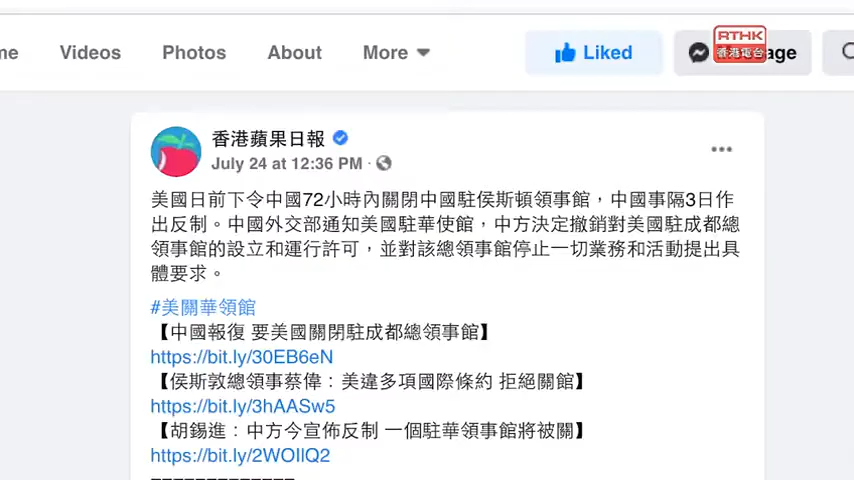 Videos
Photos
About
More
Liked
RTHK
香港電台
香港蘋果日報
July 24 at 12:36 PM
美國日前下令中國72小時內關閉中國駐侯斯頓領事館，中國事隔3日作
出反制。中國外交部通知美國駐華使館，中方決定撤銷對美國駐成都總
領事館的設立和運行許可，並對該總領事館停止一切業務和活動提出具
體要求。
#美關華領館
【中國報復 要美國關閉駐成都總領事館】
https://bit.ly/30EB6eN
【侯斯敦總領事蔡偉：美違多項國際條約 拒絕關館】
https://bit.ly/3hAASw5
【胡錫進：中方今宣佈反制 一個駐華領事館將被關】
https://bit.ly/2WOIlQ2